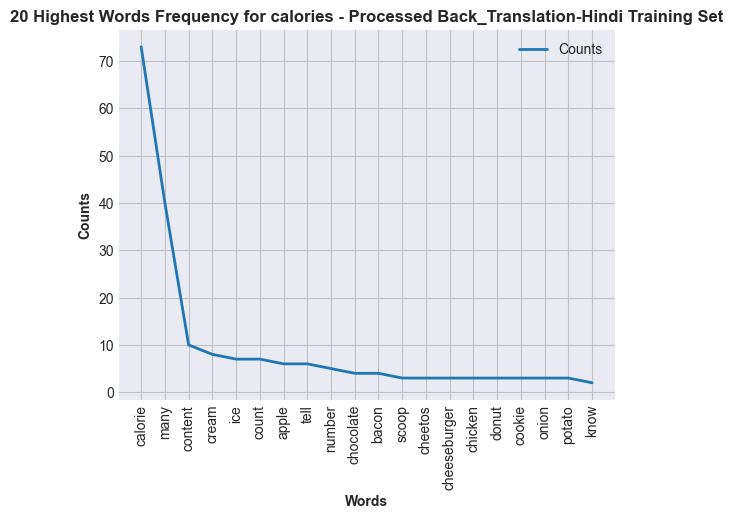 20 Highest Words Frequency for calories - Processed Back_Translation-Hindi Training Set
Counts
70
60
50
40
30
20
10
0
Counts
calorie
many
content
cream
ice
count
apple
tell
number
chocolate
bacon
scoop
cheetos
cheeseburger
chicken
donut
cookie
onion
potato
know
Words